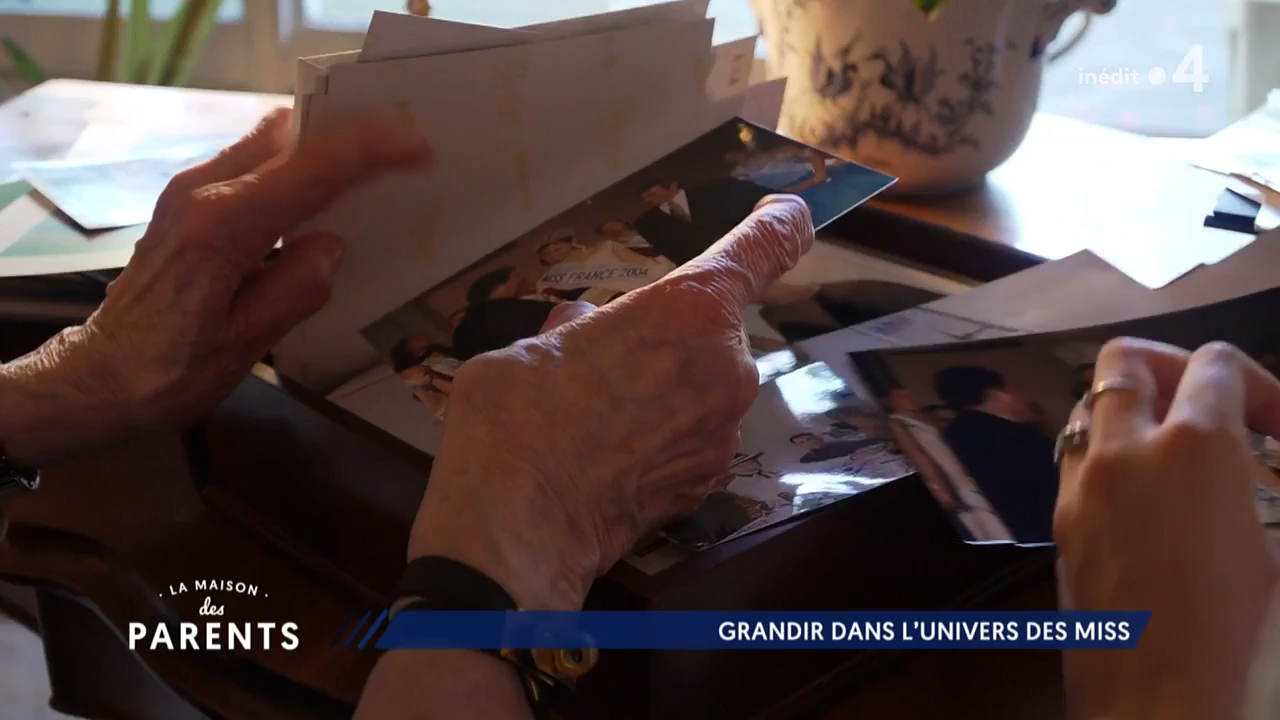 inédit 4
MISS FRANCE 2004
LA MAISON
des
PARENTS
GRANDIR DANS L'UNIVERS DES MISS